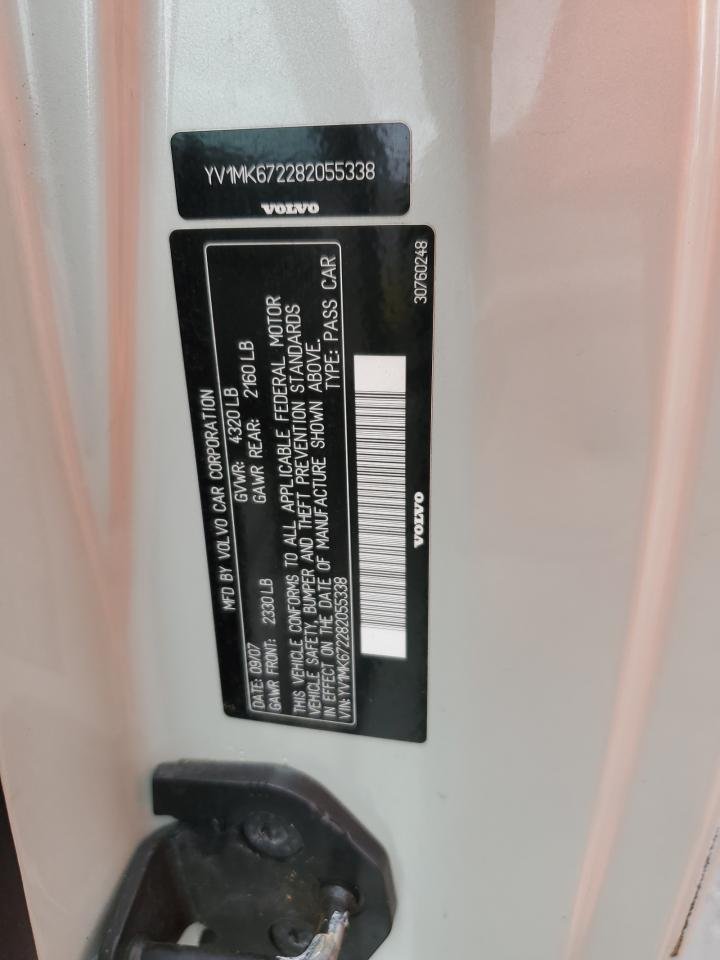 YV1MK672282055338
VOLVO
MFD BY VOLVO CAR CORPORATION
DATE: 09/07 GVWR: 4320 LB
GAWR FRONT: 2330 LB GAWR REAR: 2160 LB
THIS VEHICLE CONFORMS TO ALL APPLICABLE FEDERAL MOTOR
VEHICLE SAFETY, BUMPER AND THEFT PREVENTION STANDARDS
IN EFFECT ON THE DATE OF MANUFACTURE SHOWN ABOVE.
VIN: YV1MK672282055338 TYPE: PASS CAR
VOLVO 30760248